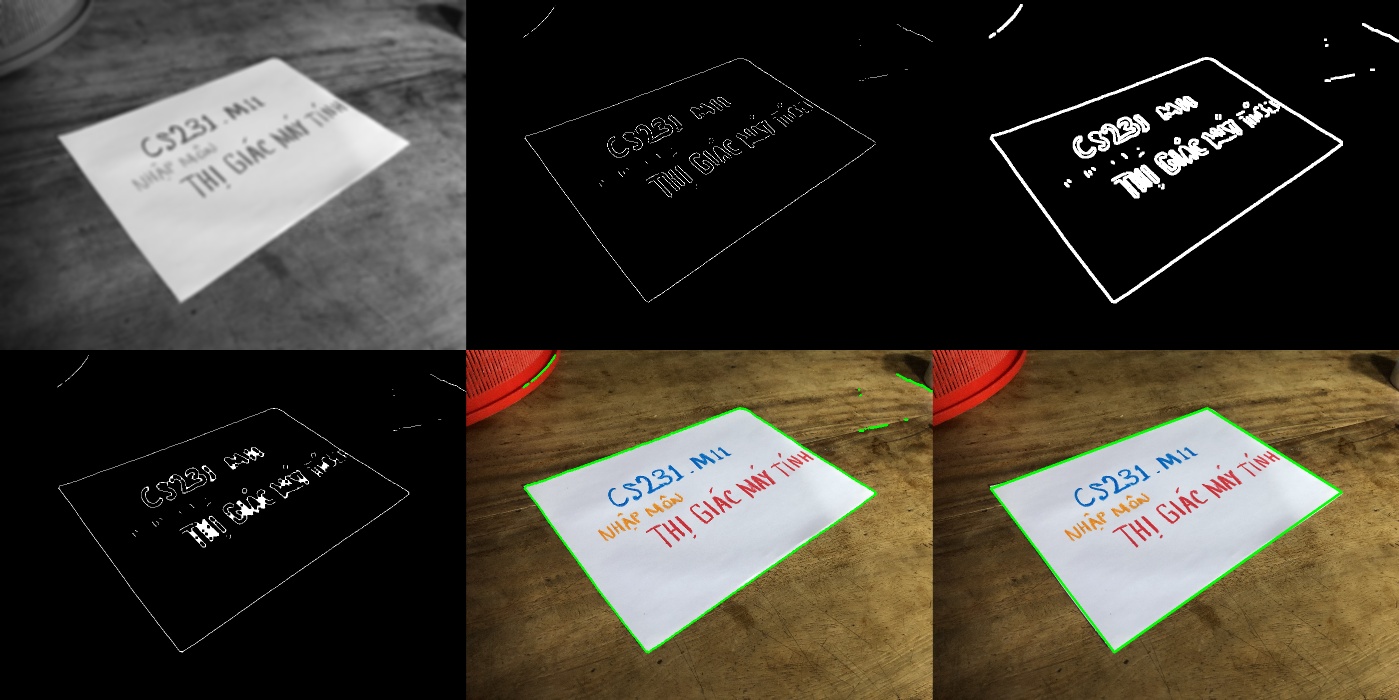 CS231.M11
NHẬP MÔN
THỊ GIÁC MÁY TÍNH
CS231 M11
THỊ GIÁC MÁY TÍNH
CS231 M11
THỊ GIÁC MÁY TÍNH
CS231 M11
THỊ GIÁC MÁY TÍNH
CS231.M11
NHẬP MÔN
THỊ GIÁC MÁY TÍNH
CS231.M11
NHẬP MÔN
THỊ GIÁC MÁY TÍNH